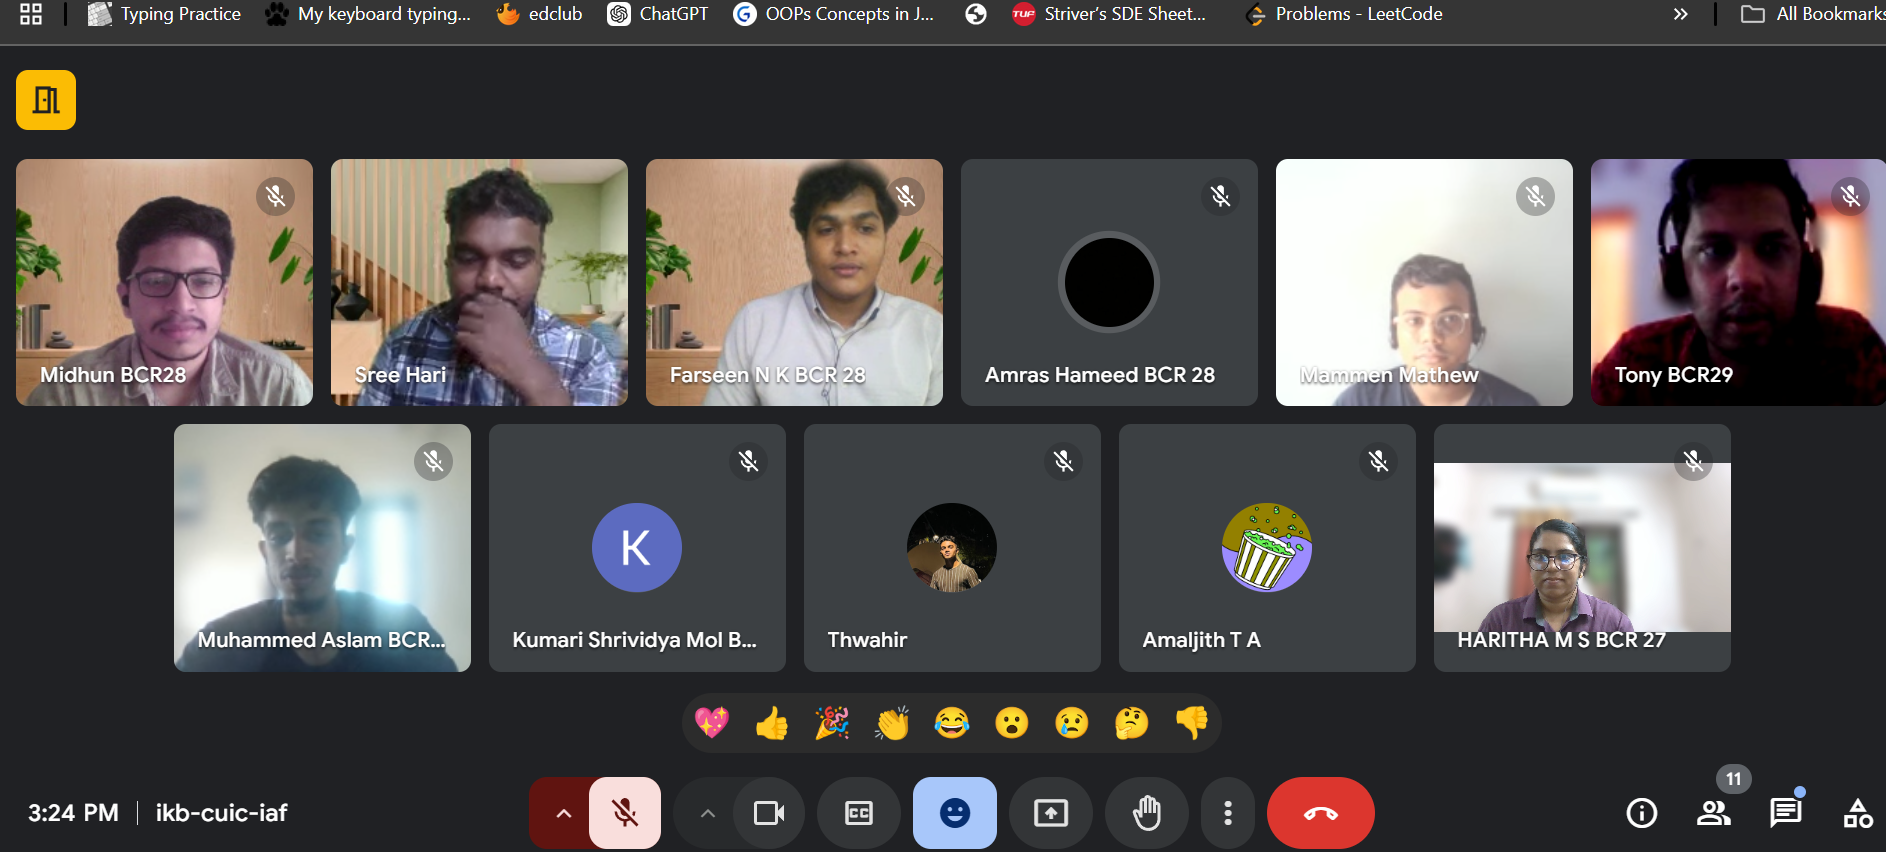 Typing Practice
My keyboard typing...
edclub
ChatGPT
OOPs Concepts in J...
TUF
Striver's SDE Sheet...
Problems - LeetCode
All Bookmarks
Midhun BCR28
Sree Hari
Farseen N K BCR 28
Amras Hameed BCR 28
Mammen Mathew
Tony BCR29
Muhammed Aslam BCR...
K
Kumari Shrividya Mol B...
Thwahir
Amaljith T A
HARITHA M S BCR 27
3:24 PM | ikb-cuic-iaf
CC
11